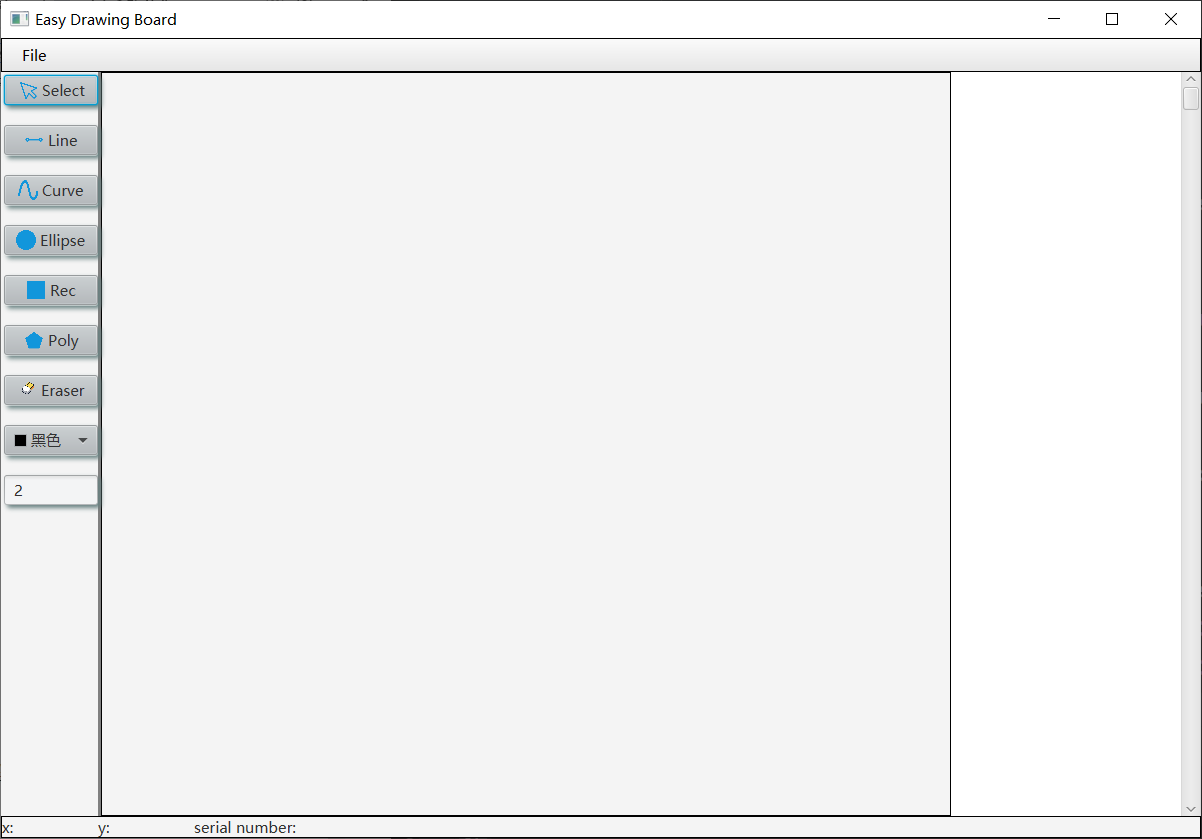 Easy Drawing Board
File
Select
Line
Curve
Ellipse
Rec
Poly
Eraser
黑色
2
x: y: serial number: